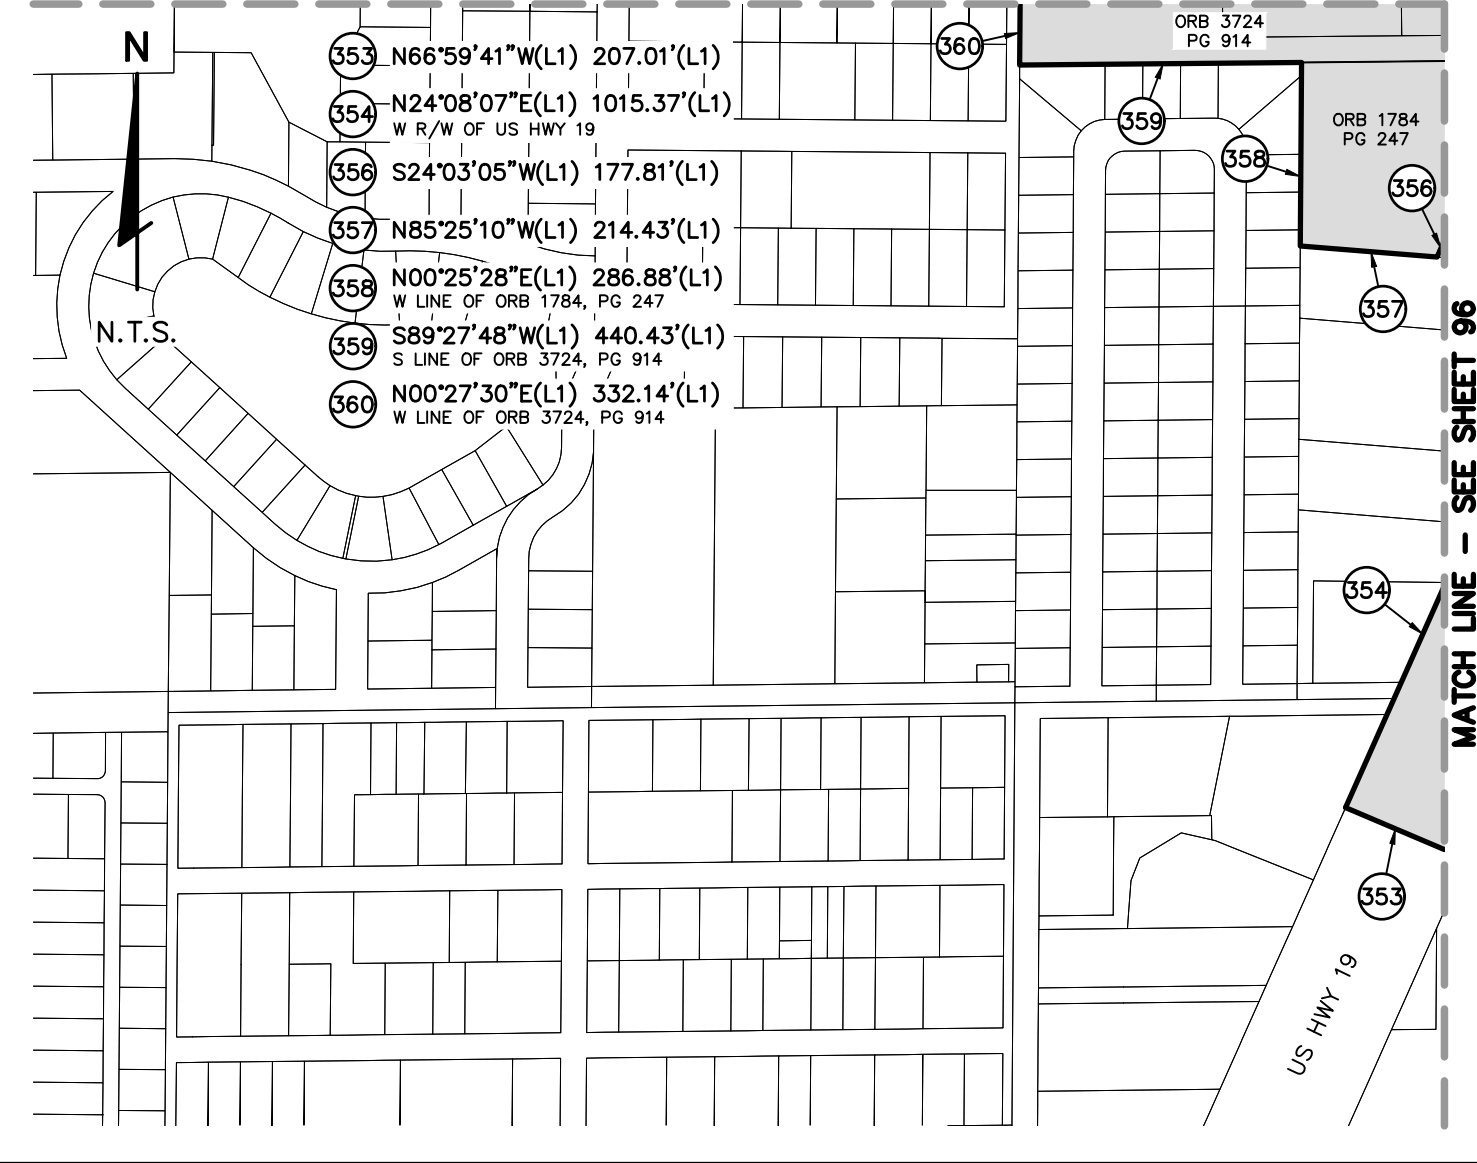 N
N.T.S.
353 N66°59'41"W(L1) 207.01'(L1)
354 N24°08'07"E(L1) 1015.37'(L1)
W R/W OF US HWY 19
356 S24°03'05"W(L1) 177.81'(L1)
357 N85°25'10"W(L1) 214.43'(L1)
358 N00°25'28"E(L1) 286.88'(L1)
W LINE OF ORB 1784, PG 247
359 S89°27'48"W(L1) 440.43'(L1)
S LINE OF ORB 3724, PG 914
360 N00°27'30"E(L1) 332.14'(L1)
W LINE OF ORB 3724, PG 914
360
ORB 3724
PG 914
359
358
ORB 1784
PG 247
356
357
354
353
US HWY 19
MATCH LINE - SEE SHEET 96